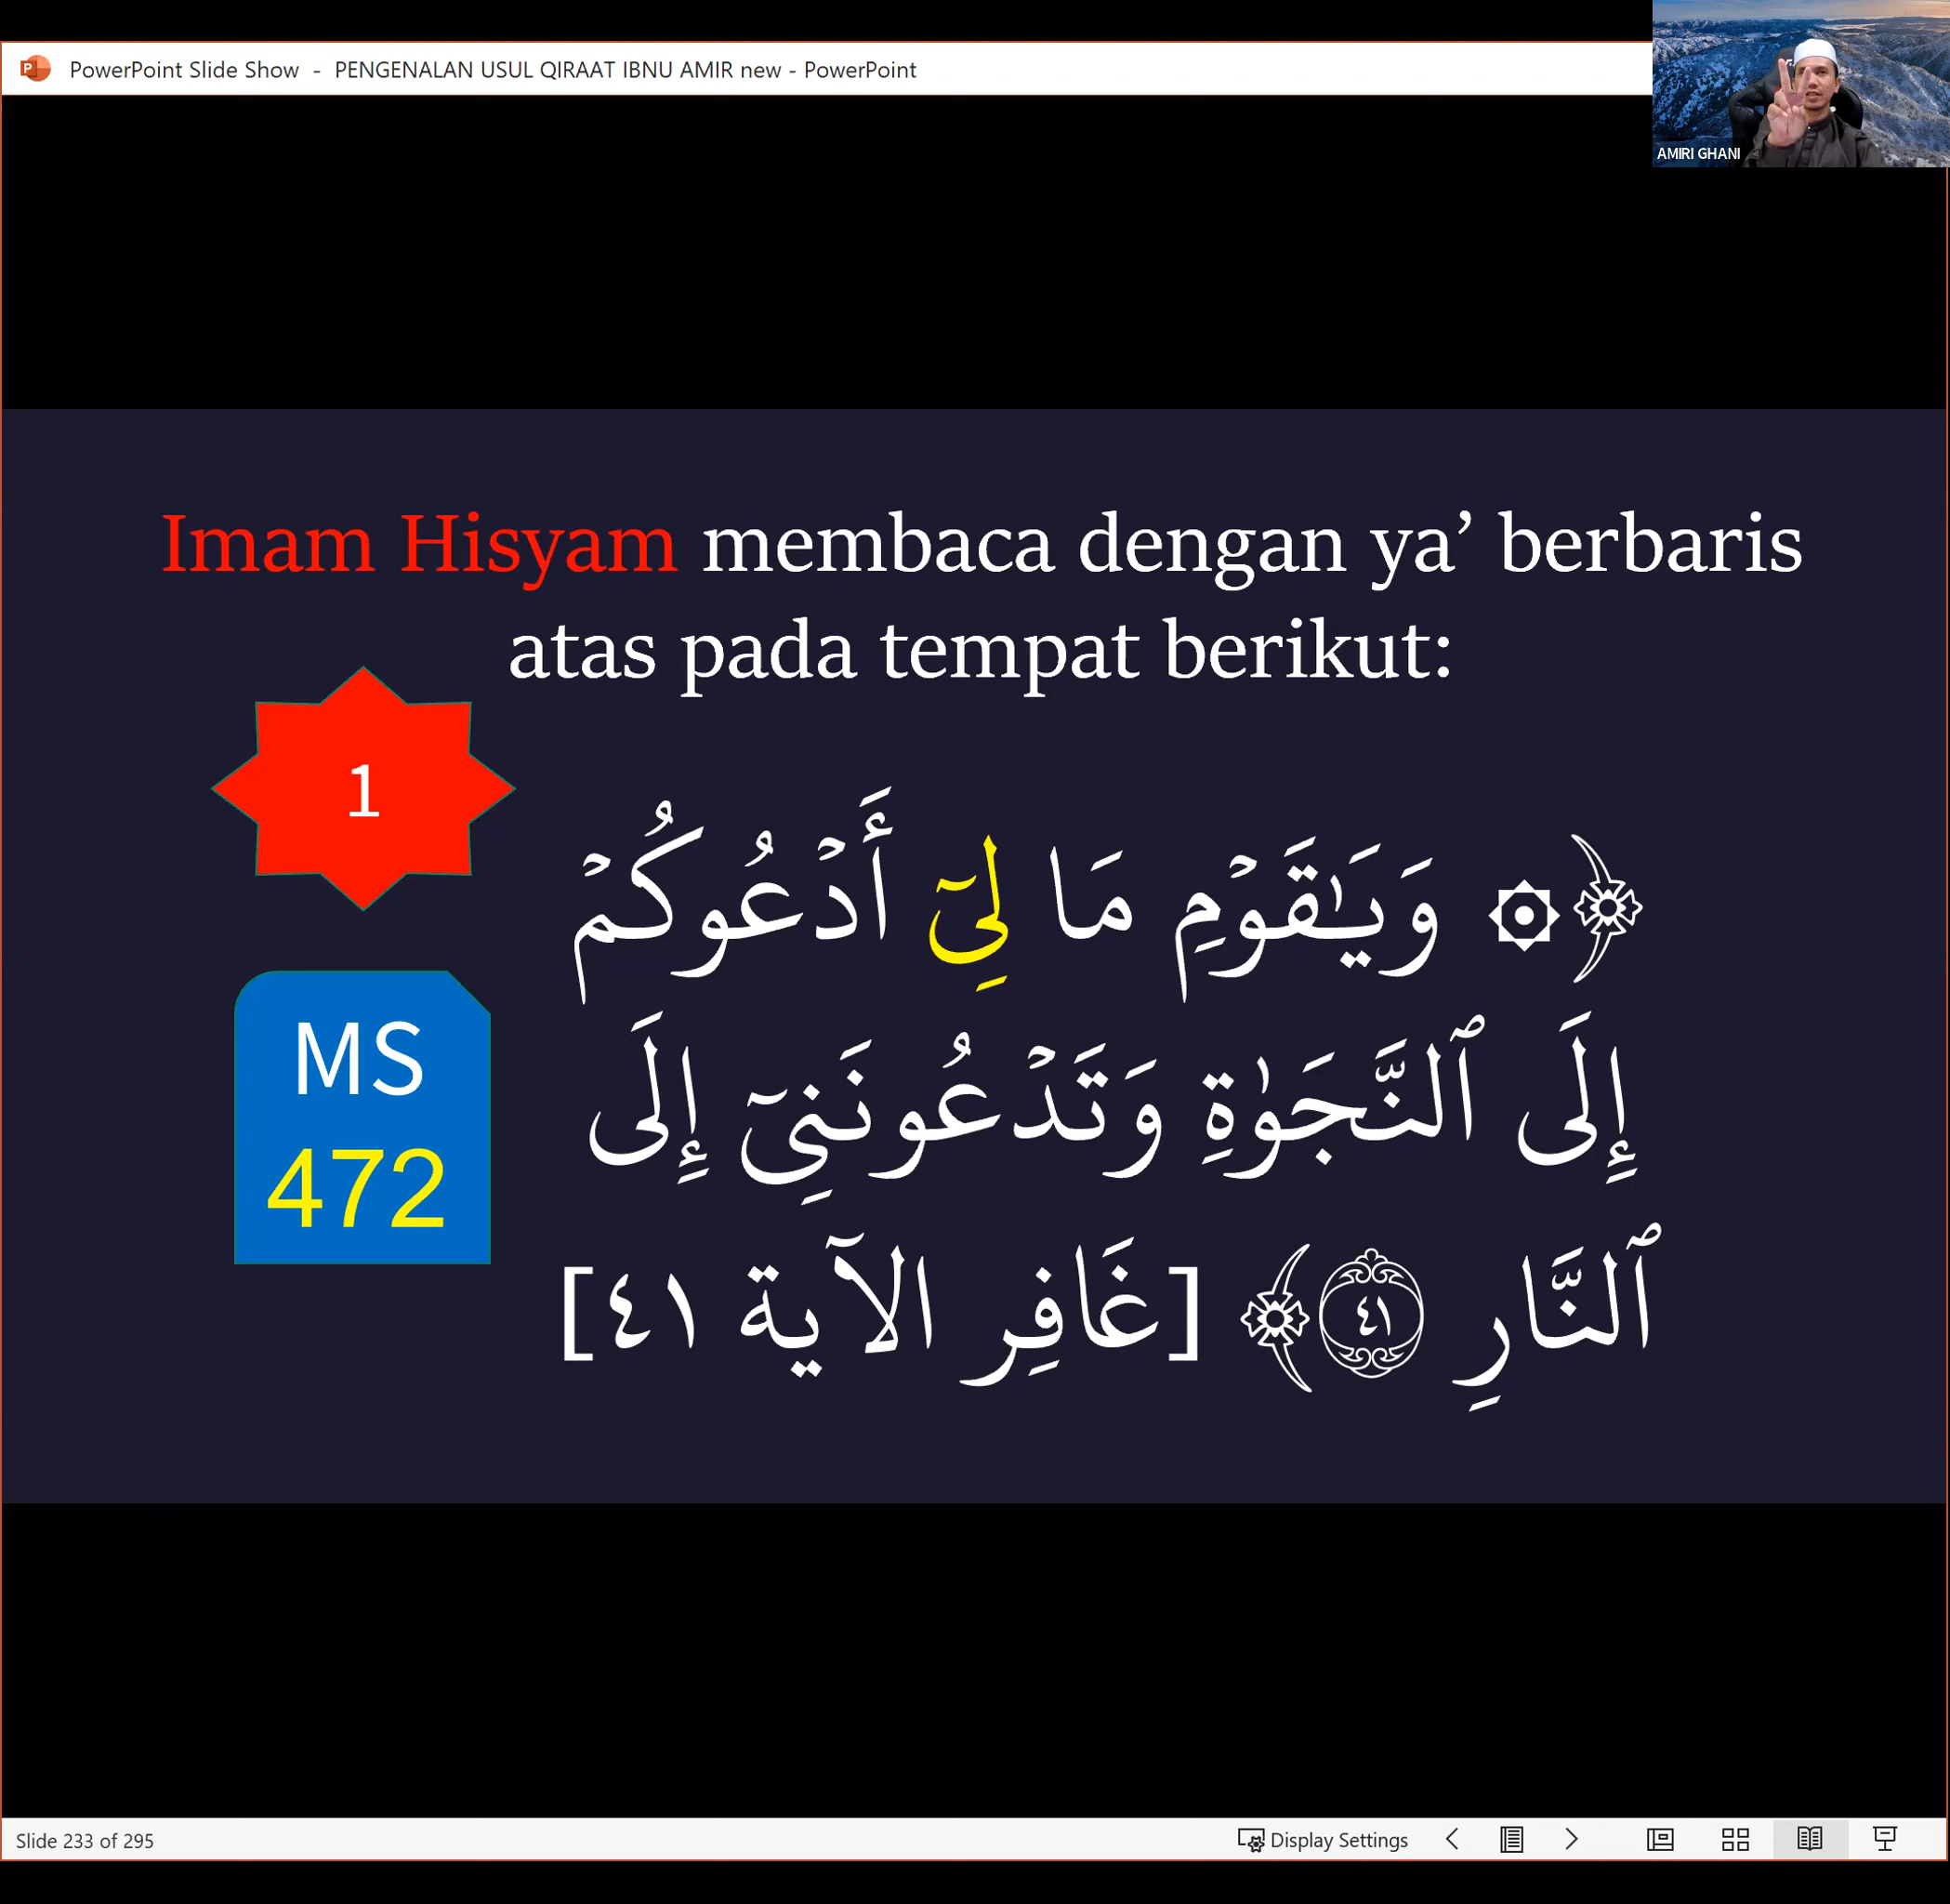 PowerPoint Slide Show - PENGENALAN USUL QIRAAT IBNU AMIR new - PowerPoint
AMIRI GHANI
Imam Hisyam membaca dengan ya’ berbaris
atas pada tempat berikut:
1
MS
472
﴿۞ وَيَـٰقَوۡمِ مَا لِيٓ أَدۡعُوكُمۡ
إِلَى ٱلنَّجَوٰةِ وَتَدۡعُونَنِيٓ إِلَى
ٱلنَّارِ ٤١﴾ [غَافِر الآية ٤١]
Slide 233 of 295
Display Settings